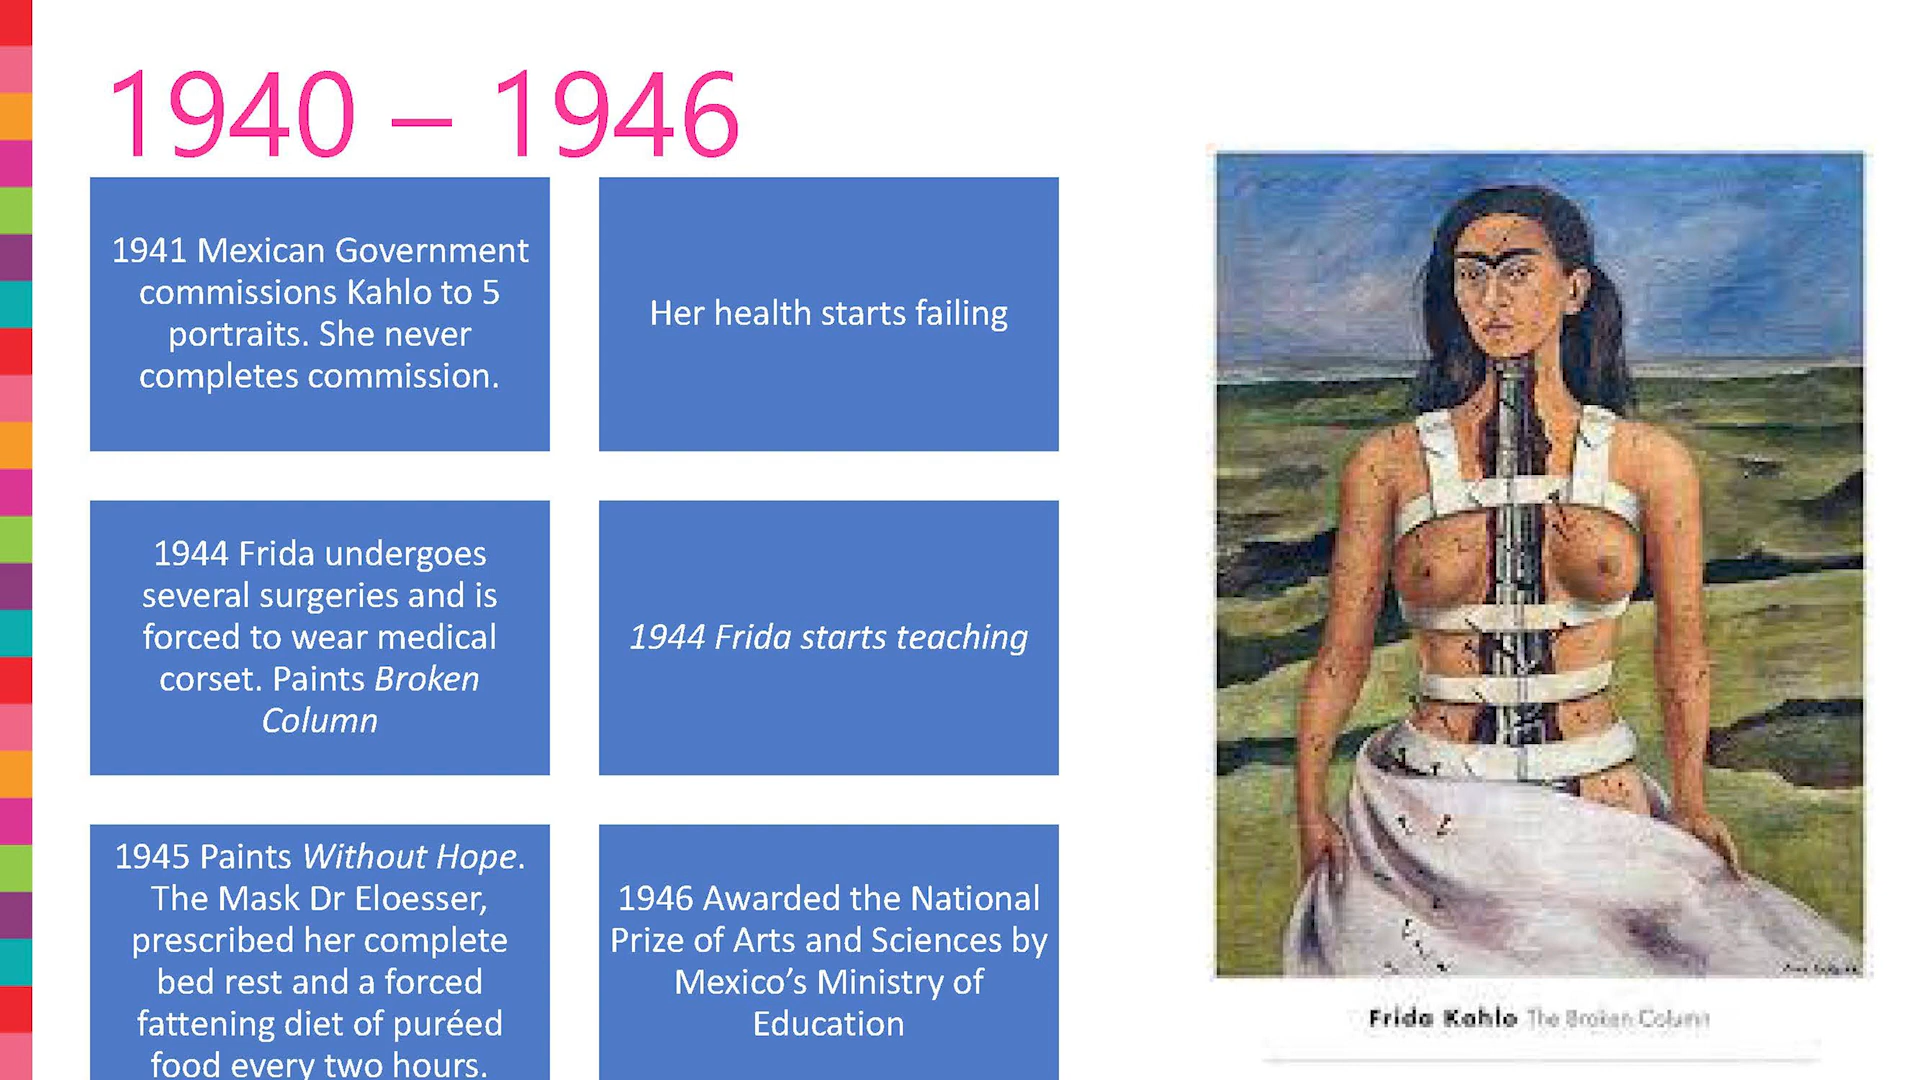 1940 – 1946
1941 Mexican Government
commissions Kahlo to 5
portraits. She never
completes commission.
Her health starts failing
1944 Frida undergoes
several surgeries and is
forced to wear medical
corset. Paints Broken
Column
1944 Frida starts teaching
1945 Paints Without Hope.
The Mask Dr Eloesser,
prescribed her complete
bed rest and a forced
fattening diet of puréed
food every two hours.
1946 Awarded the National
Prize of Arts and Sciences by
Mexico’s Ministry of
Education
Frida Kahlo The Broken Column